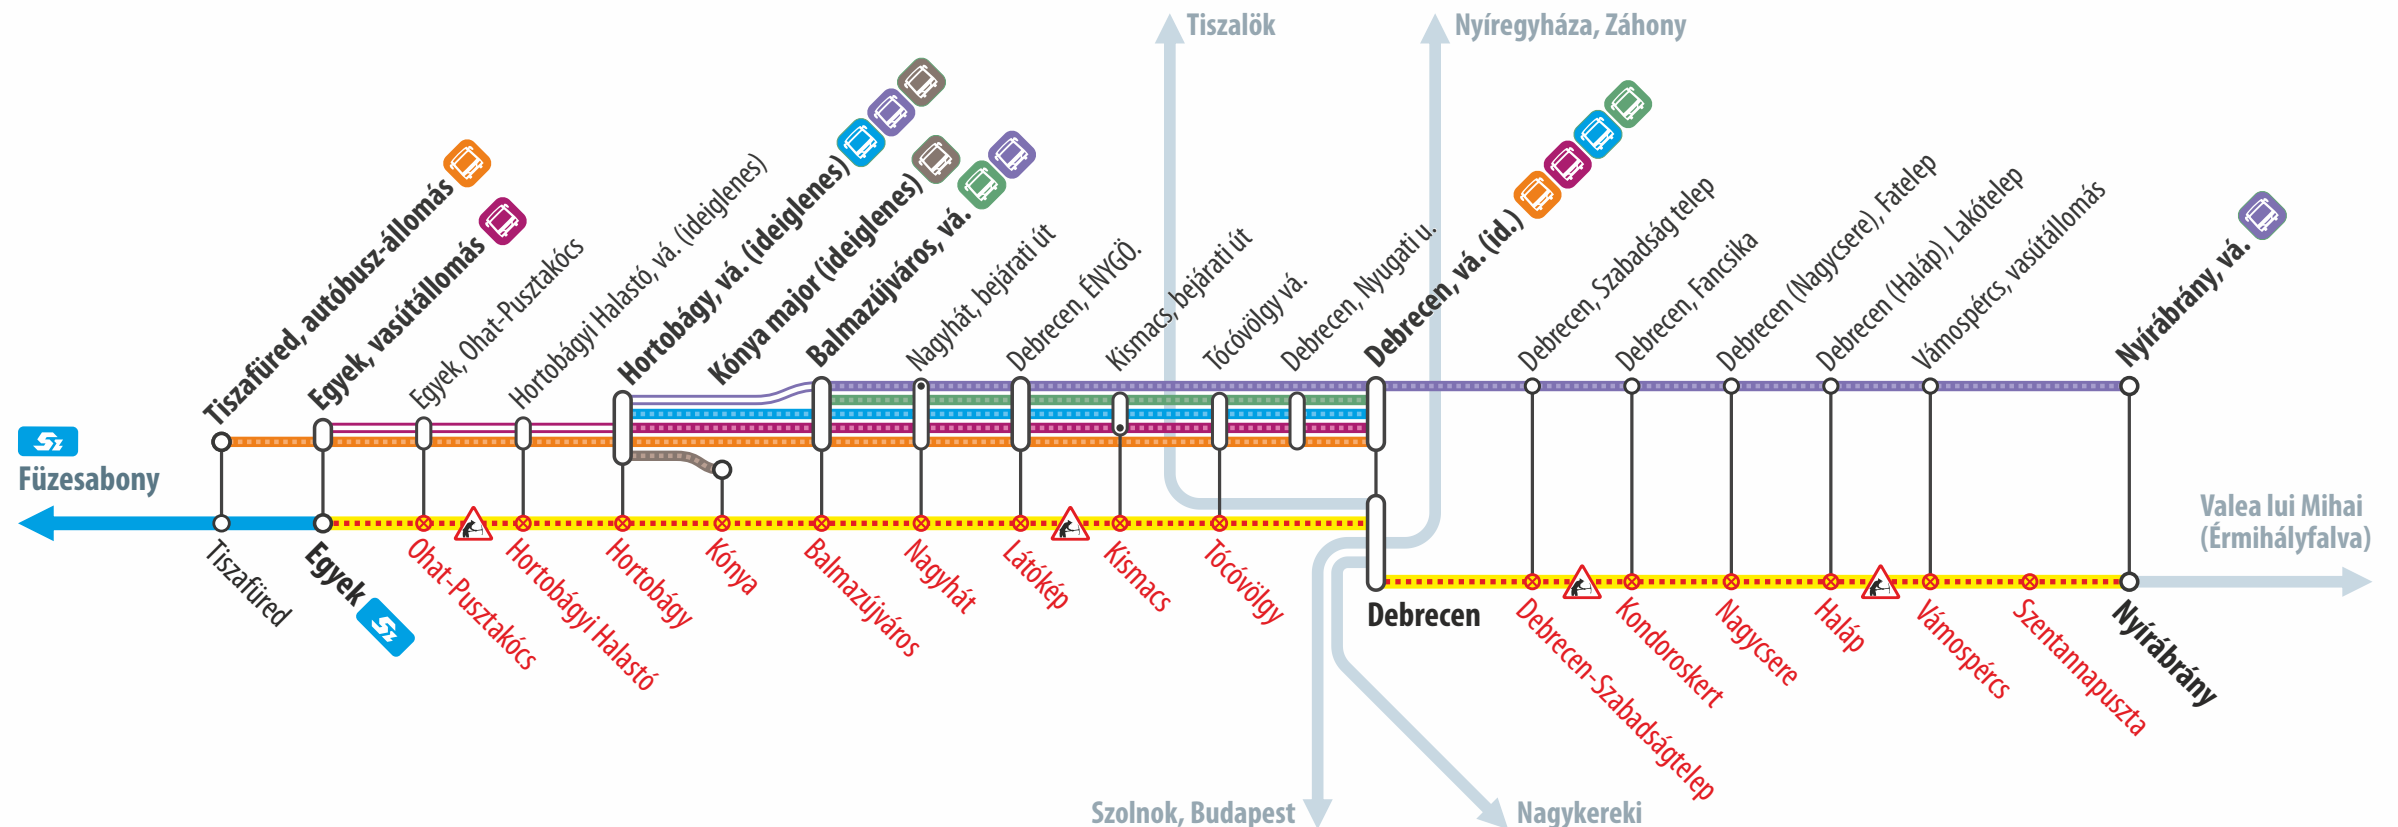 Tiszalök
Nyíregyháza, Záhony
Tiszafüred, autóbusz-állomás
Egyek, vasútállomás
Egyek, Ohat-Pusztakócs
Hortobágyi Halastó, vá. (ideiglenes)
Hortobágy, vá. (ideiglenes)
Kónya major (ideiglenes)
Balmazújváros, vá.
Nagyhát, bejárati út
Debrecen, ÉNYGÖ.
Kismacs, bejárati út
Tócóvölgy vá.
Debrecen, Nyugati u.
Debrecen, vá. (id.)
Debrecen, Szabadság telep
Debrecen, Fancsika
Debrecen (Nagycsere), Fatelep
Debrecen (Haláp), Lakótelep
Vámospércs, vasútállomás
Nyírábrány, vá.
S2
Füzesabony
Valea lui Mihai
(Érmihályfalva)
Tiszafüred
Egyek
S2
Ohat-Pusztakócs
Hortobágyi Halastó
Hortobágy
Kónya
Balmazújváros
Nagyhát
Látókép
Kismacs
Tócóvölgy
Debrecen
Debrecen-Szabadságtelep
Kondoroskert
Nagycsere
Haláp
Vámospércs
Szentannapuszta
Nyírábrány
Szolnok, Budapest
Nagykereki